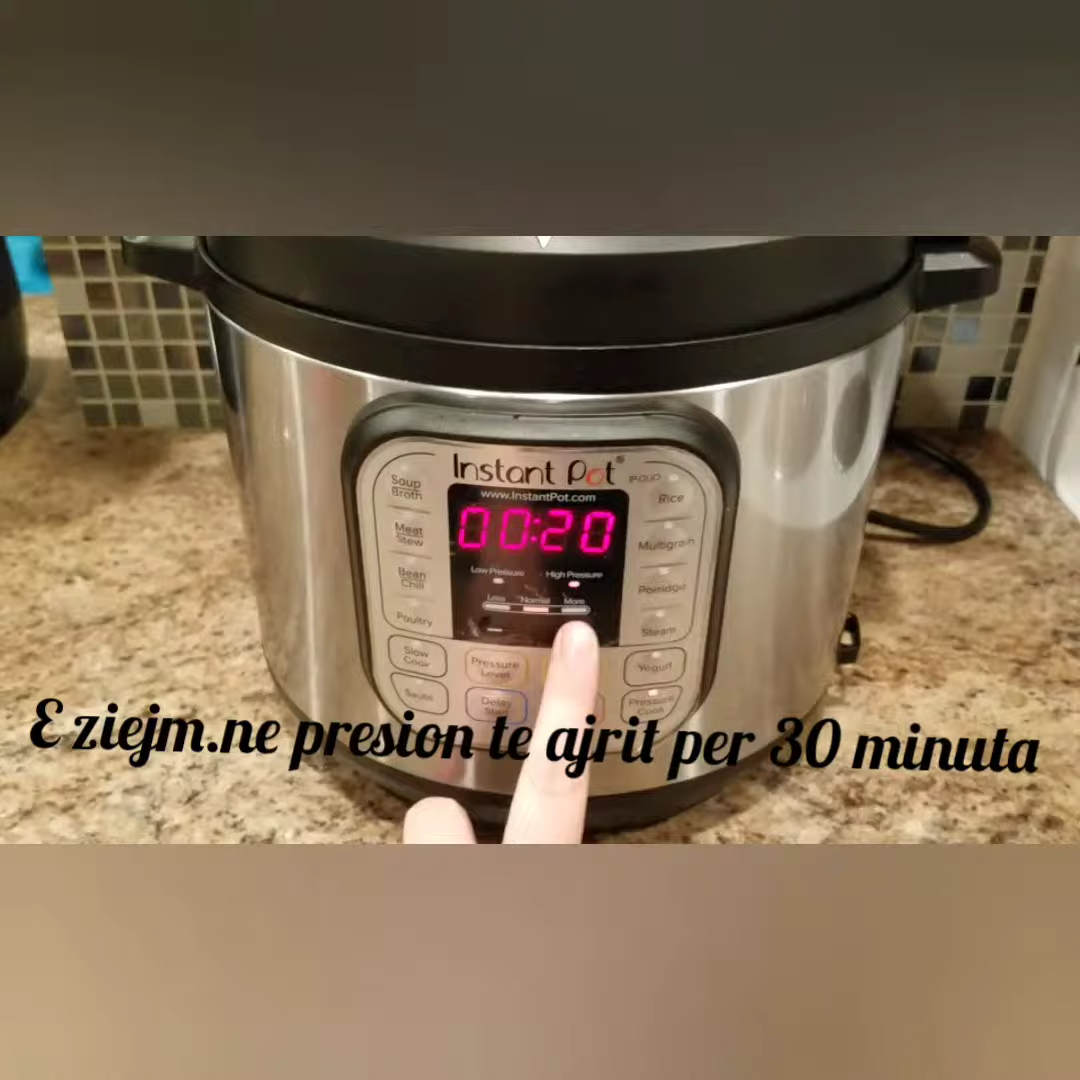 Instant Pot®
IP-DUO
www.InstantPot.com
Soup
Broth
Meat
Stew
Bean
Chili
Poultry
Slow
Cook
Sauté
00:20
Low Pressure
High Pressure
Less
Normal
More
Pressure
Level
Delay
Rice
Multigrain
Porridge
Steam
Yogurt
Pressure
Cook
E ziejm.ne presion te ajrit per 30 minuta